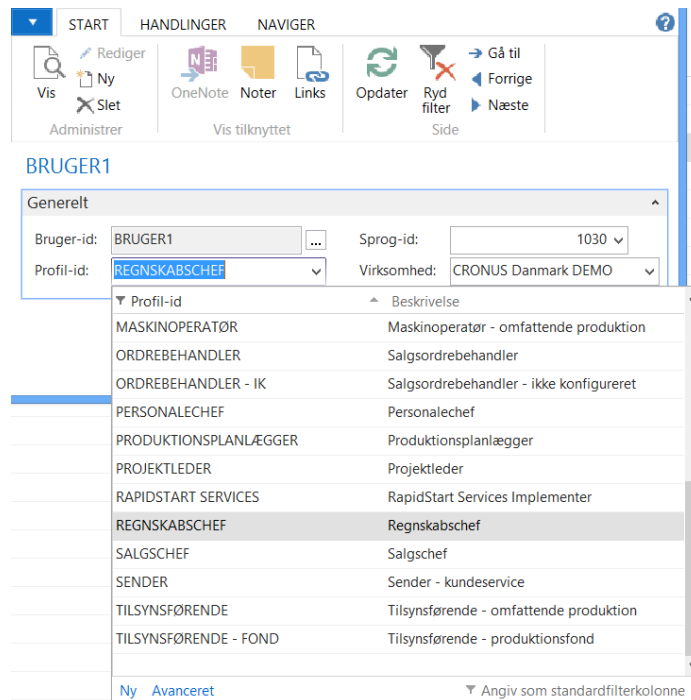 START HANDLINGER NAVIGER
Vis
Rediger
Ny
Slet
Administrer
OneNote Noter Links
Vis tilknyttet
Opdater Ryd filter
Gå til
Forrige
Næste
Side
BRUGER1
Generelt
Bruger-id: BRUGER1 ... Sprog-id: 1030
Profil-id: REGNSKABSCHEF Virksomhed: CRONUS Danmark DEMO
Profil-id Beskrivelse
MASKINOPERATØR Maskinoperatør - omfattende produktion
ORDREBEHANDLER Salgsordrebehandler
ORDREBEHANDLER - IK Salgsordrebehandler - ikke konfigureret
PERSONALECHEF Personalechef
PRODUKTIONSPLANLÆGGER Produktionsplanlægger
PROJEKTLEDER Projektleder
RAPIDSTART SERVICES RapidStart Services Implementer
REGNSKABSCHEF Regnskabschef
SALGSCHEF Salgschef
SENDER Sender - kundeservice
TILSYNSFØRENDE Tilsynsførende - omfattende produktion
TILSYNSFØRENDE - FOND Tilsynsførende - produktionsfond
Ny Avanceret Angiv som standardfilterkolonne